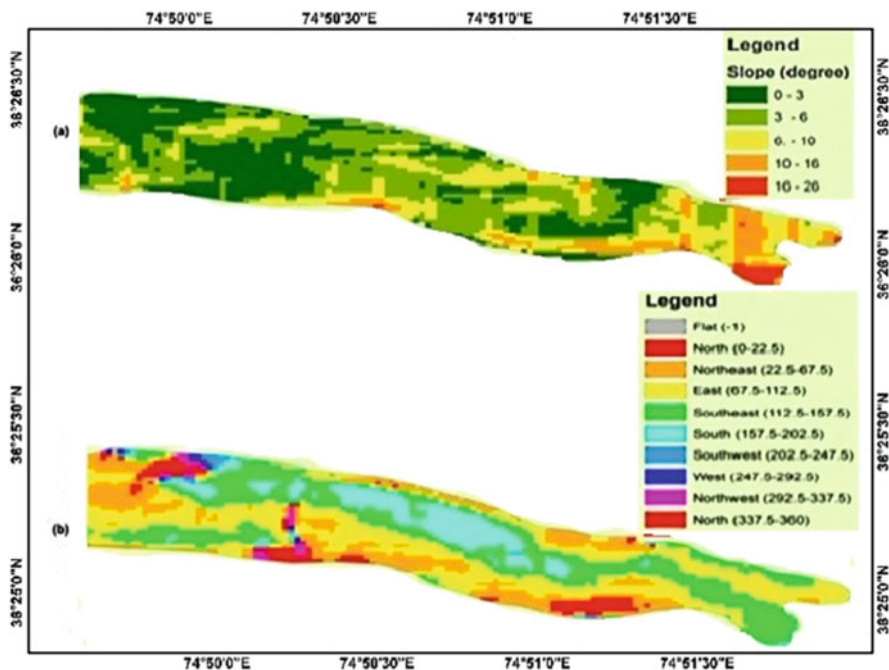 74°50'0"E 74°50'30"E 74°51'0"E 74°51'30"E
Legend
Slope (degree)
0 - 3
3 - 6
6. - 10
10 - 16
16 - 26
(a)
38°26'30"N
36°26'0"N
38°26'30"N
36°26'0"N
Legend
Flat (-1)
North (0-22.5)
Northeast (22.5-67.5)
East (67.5-112.5)
Southeast (112.5-157.5)
South (157.5-202.5)
Southwest (202.5-247.5)
West (247.5-292.5)
Northwest (292.5-337.5)
North (337.5-360)
(b)
36°25'30"N
38°25'0"N
36°25'30"N
38°25'0"N
74°50'0"E 74°50'30"E 74°51'0"E 74°51'30"E